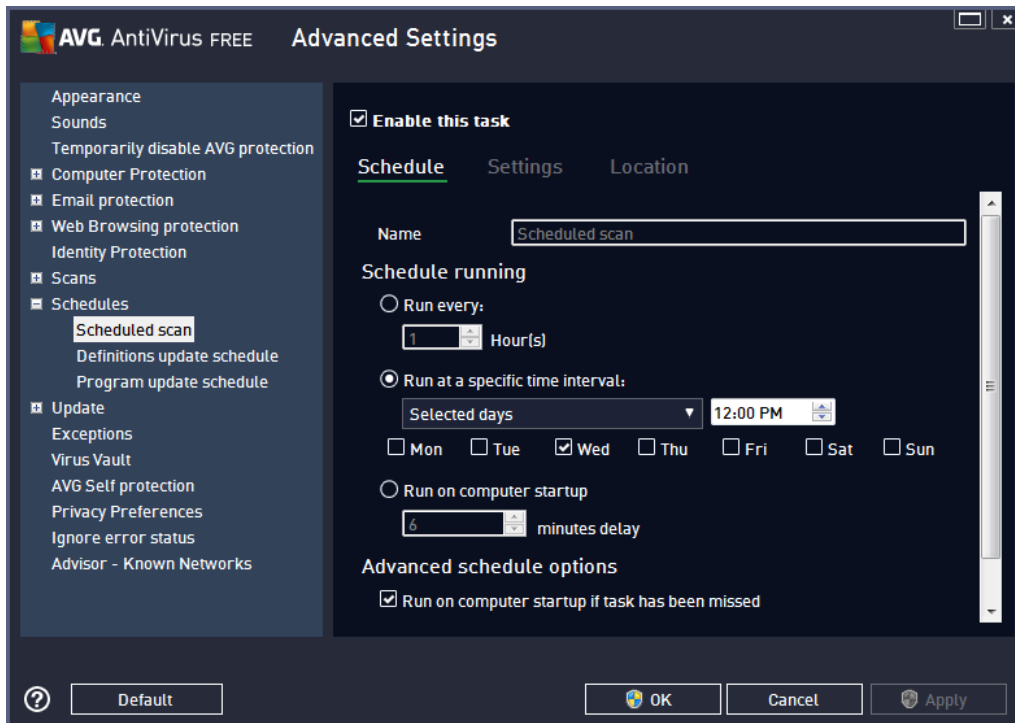 AVG. AntiVirus FREE Advanced Settings
Appearance
Sounds
Temporarily disable AVG protection
Computer Protection
Email protection
Web Browsing protection
Identity Protection
Scans
Schedules
Scheduled scan
Definitions update schedule
Program update schedule
Update
Exceptions
Virus Vault
AVG Self protection
Privacy Preferences
Ignore error status
Advisor - Known Networks
Enable this task
Schedule Settings Location
Name Scheduled scan
Schedule running
Run every:
1 Hour(s)
Run at a specific time interval:
Selected days 12:00 PM
Mon Tue Wed Thu Fri Sat Sun
Run on computer startup
6 minutes delay
Advanced schedule options
Run on computer startup if task has been missed
? Default OK Cancel Apply